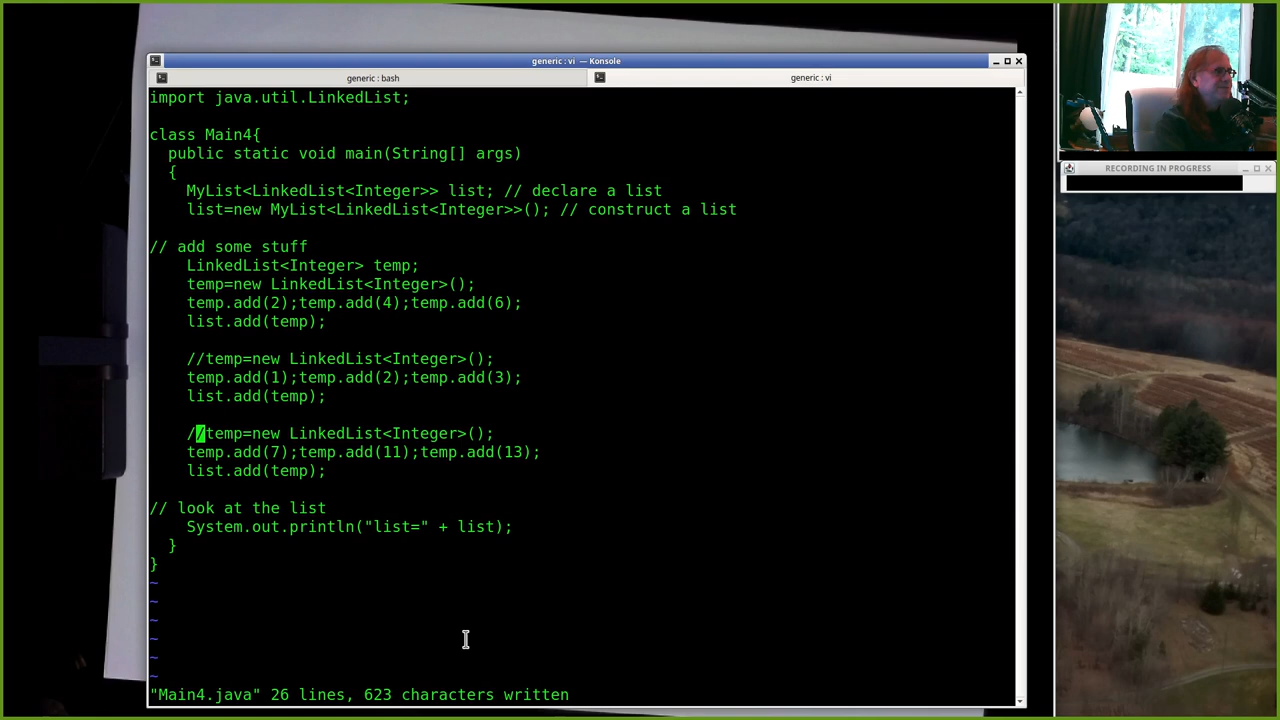 generic : vi — Konsole
generic : bash
generic : vi
import java.util.LinkedList;
class Main4{
  public static void main(String[] args)
  {
    MyList<LinkedList<Integer>> list; // declare a list
    list=new MyList<LinkedList<Integer>>(); // construct a list
// add some stuff
    LinkedList<Integer> temp;
    temp=new LinkedList<Integer>();
    temp.add(2);temp.add(4);temp.add(6);
    list.add(temp);
    //temp=new LinkedList<Integer>();
    temp.add(1);temp.add(2);temp.add(3);
    list.add(temp);
    //temp=new LinkedList<Integer>();
    temp.add(7);temp.add(11);temp.add(13);
    list.add(temp);
// look at the list
    System.out.println("list=" + list);
  }
}
~
~
~
~
~
~
"Main4.java" 26 lines, 623 characters written
RECORDING IN PROGRESS